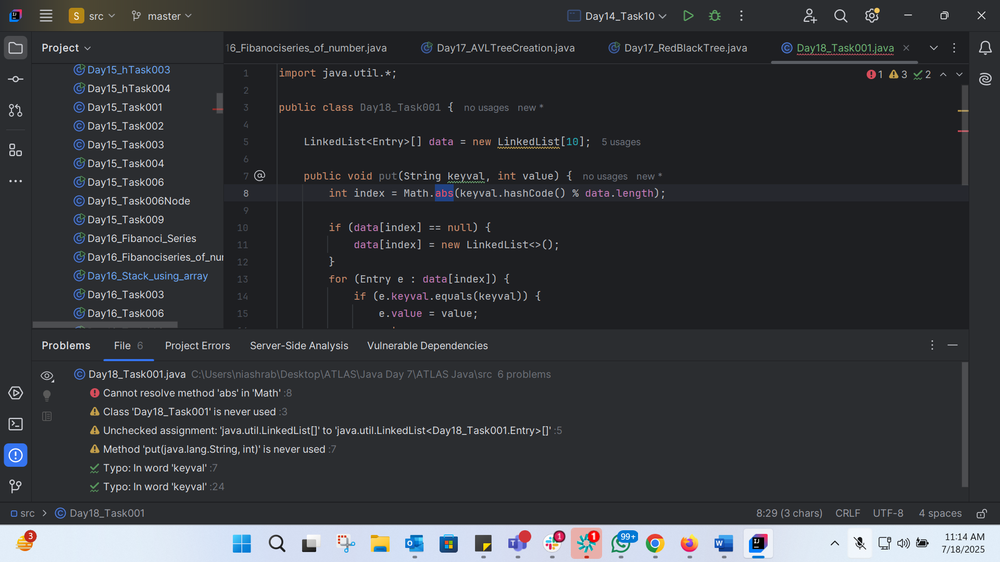 S src master Day14_Task10
Project
16_Fibanociseries_of_number.java Day17_AVLTreeCreation.java Day17_RedBlackTree.java Day18_Task001.java
Day15_hTask003
Day15_hTask004
Day15_Task001
Day15_Task002
Day15_Task003
Day15_Task004
Day15_Task006
Day15_Task006Node
Day15_Task009
Day16_Fibanoci_Series
Day16_Fibanociseries_of_nu
Day16_Stack_using_array
Day16_Task003
Day16_Task006
1 import java.util.*; 1 3 2
2
3 public class Day18_Task001 { no usages new *
4
5 LinkedList<Entry>[] data = new LinkedList[10]; 5 usages
6
7 @ public void put(String keyval, int value) { no usages new *
8 int index = Math.abs(keyval.hashCode() % data.length);
9
10 if (data[index] == null) {
11 data[index] = new LinkedList<>();
12 }
13 for (Entry e : data[index]) {
14 if (e.keyval.equals(keyval)) {
15 e.value = value;
Problems File 6 Project Errors Server-Side Analysis Vulnerable Dependencies
Day18_Task001.java C:\Users\niashrab\Desktop\ATLAS\Java Day 7\ATLAS Java\src 6 problems
Cannot resolve method 'abs' in 'Math' :8
Class 'Day18_Task001' is never used :3
Unchecked assignment: 'java.util.LinkedList[]' to 'java.util.LinkedList<Day18_Task001.Entry>[]' :5
Method 'put(java.lang.String, int)' is never used :7
Typo: In word 'keyval' :7
Typo: In word 'keyval' :24
src > Day18_Task001 8:29 (3 chars) CRLF UTF-8 4 spaces
3 1 1 99+ 11:14 AM
7/18/2025